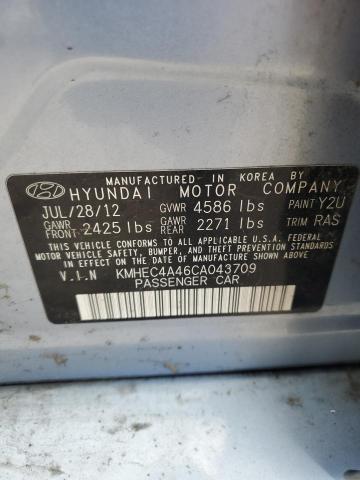 MANUFACTURED IN KOREA BY
HYUNDAI MOTOR COMPANY
JUL/28/12 GVWR 4586 lbs PAINT Y2U
GAWR FRONT 2425 lbs GAWR REAR 2271 lbs TRIM RAS
THIS VEHICLE CONFORMS TO ALL APPLICABLE U.S.A. FEDERAL
MOTOR VEHICLE SAFETY, BUMPER, AND THEFT PREVENTION STANDARDS
IN EFFECT ON THE DATE OF MANUFACTURE SHOWN ABOVE.
V.I.N KMHEC4A46CA043709
PASSENGER CAR